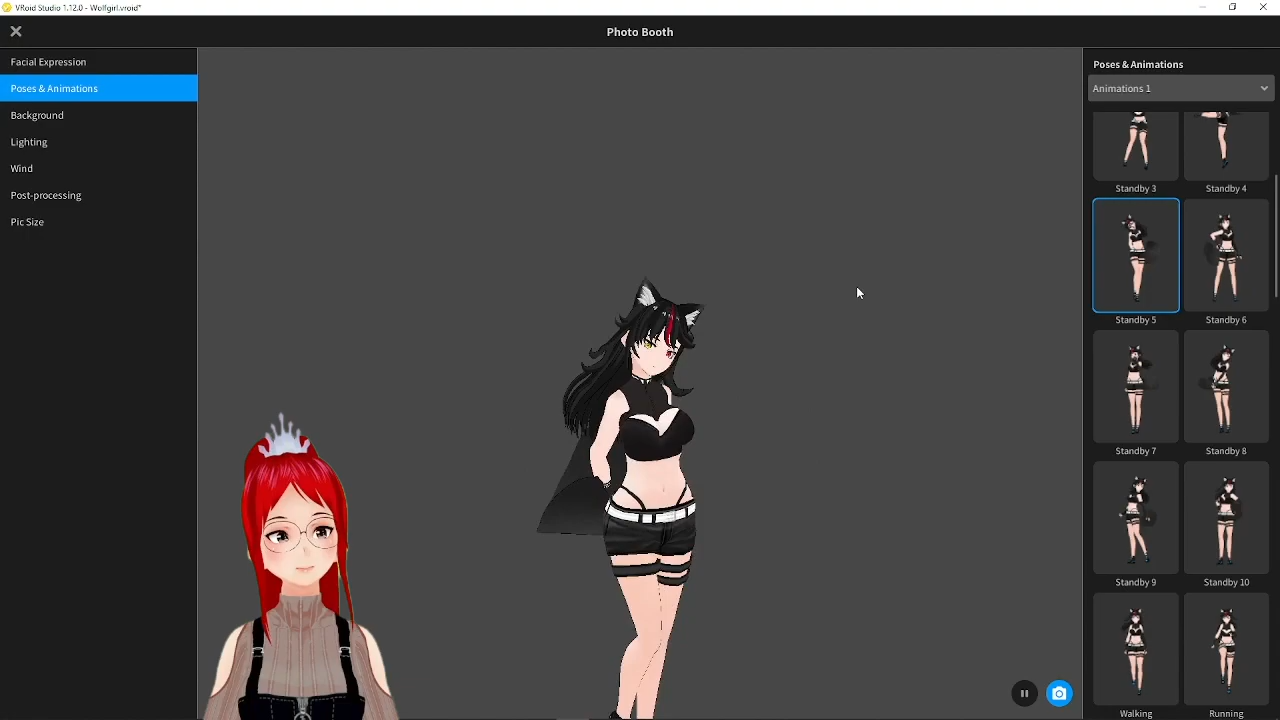 VRoid Studio 1.12.0 - Wolfgirl.vroid*
Photo Booth
Facial Expression
Poses & Animations
Background
Lighting
Wind
Post-processing
Pic Size
Poses & Animations
Animations 1
Standby 3
Standby 4
Standby 5
Standby 6
Standby 7
Standby 8
Standby 9
Standby 10
Walking
Running